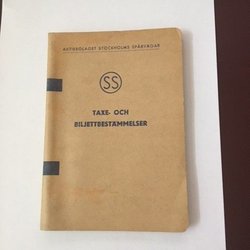 AKTIEBOLAGET STOCKHOLMS SPÅRVÄGAR
SS
TAXE- OCH
BILJETTBESTÄMMELSER